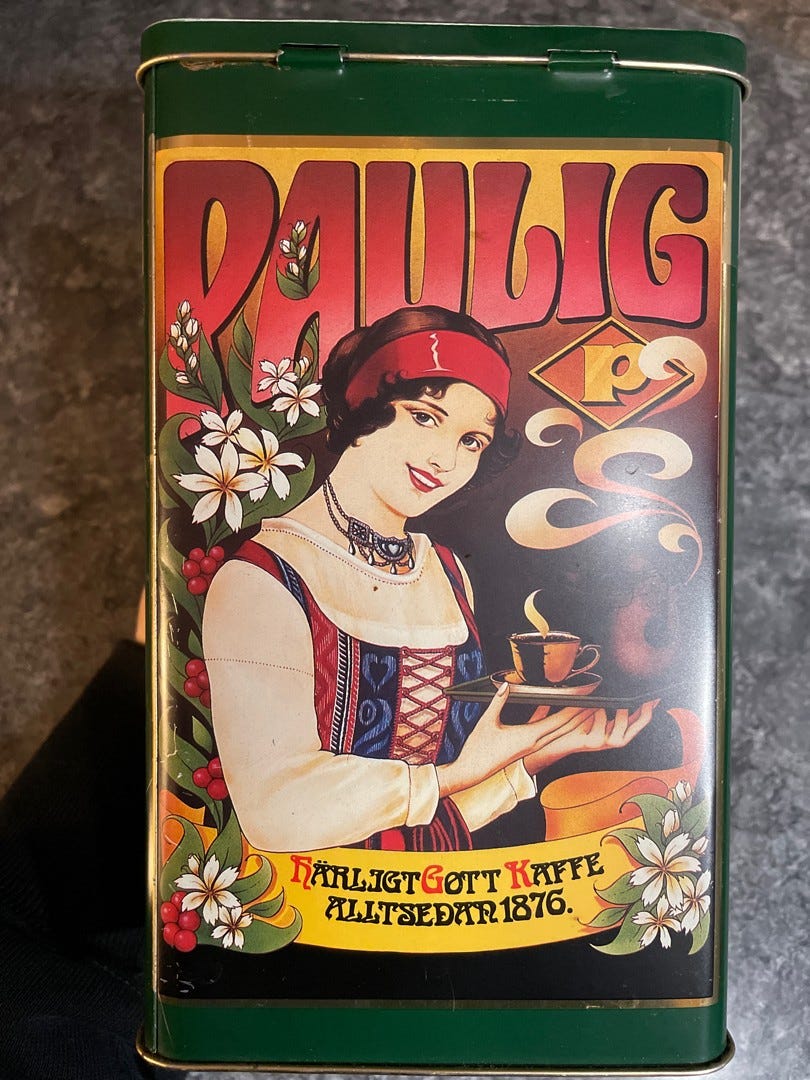 PAULIG
P
HÄRLIGT GOTT KAFFE
ALLTSEDAN 1876.